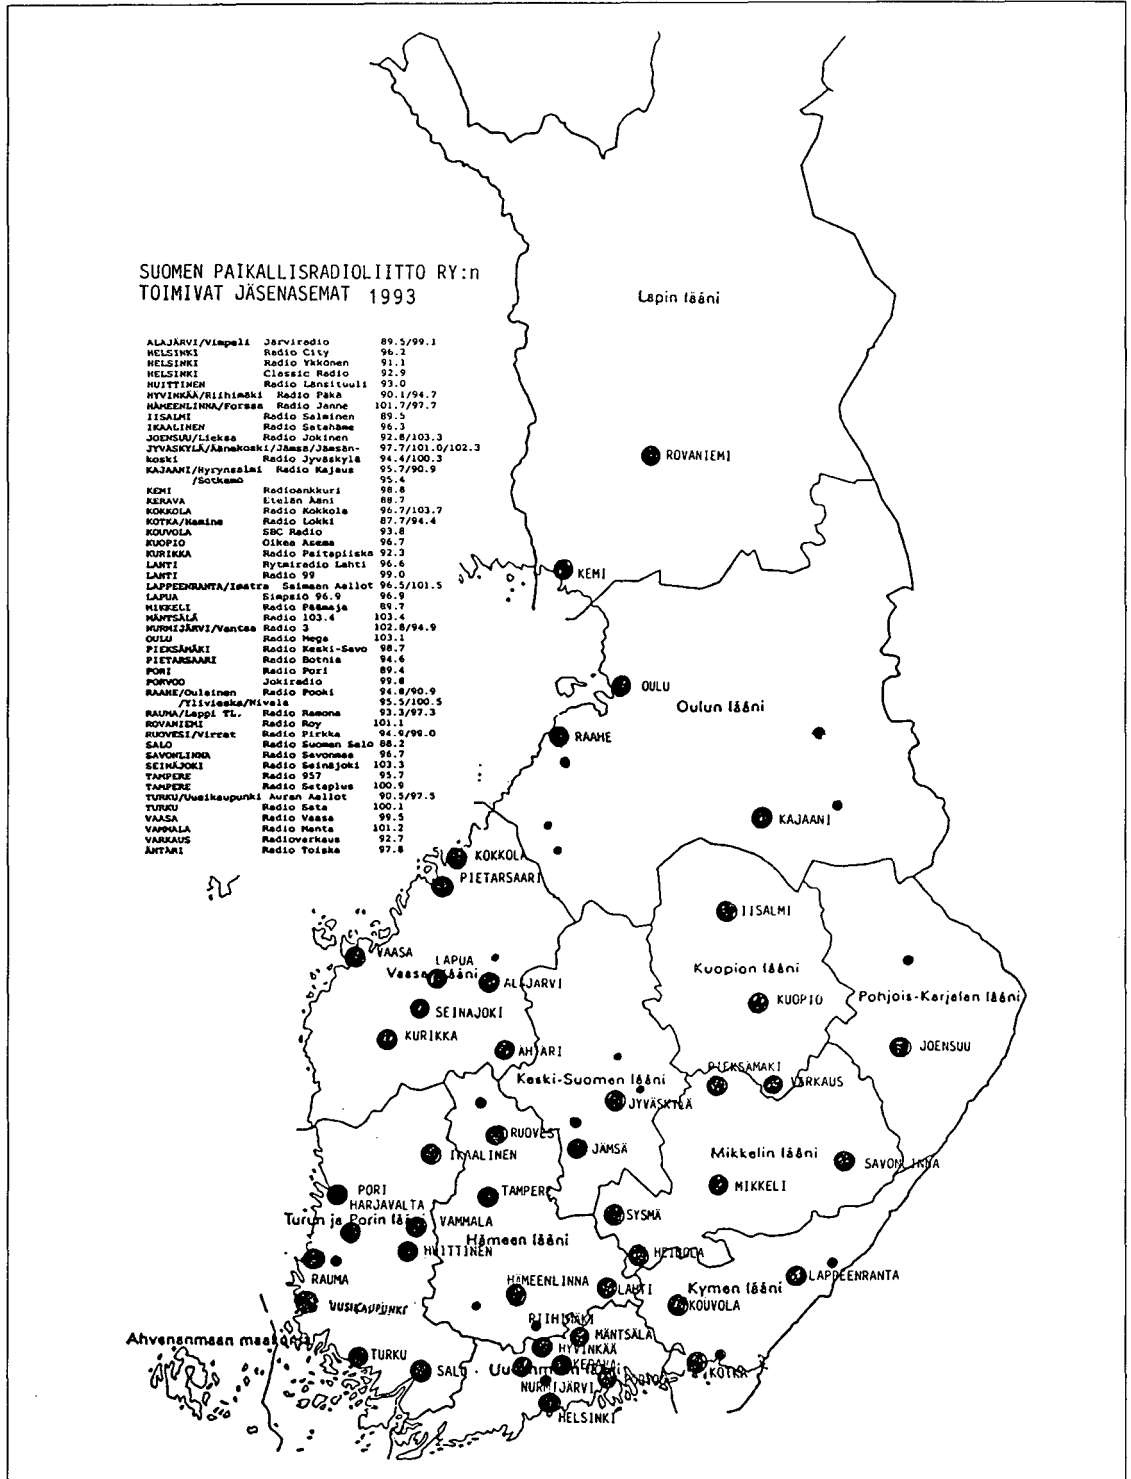 SUOMEN PAIKALLISRADIOLIITTO RY:n
TOIMIVAT JÄSENASEMAT 1993
ALAJÄRVI/Vimpeli Järviradio 89.5/99.1
HELSINKI Radio City 96.2
HELSINKI Radio Ykkönen 91.1
HELSINKI Classic Radio 92.9
HUITTINEN Radio Länsituuli 93.0
HYVINKÄÄ/Riihimäki Radio Päkä 90.1/94.7
HÄMEENLINNA/Forssa Radio Janne 101.7/97.7
IISALMI Radio Salminen 89.5
IKAALINEN Radio Satahäme 96.3
JOENSUU/Lieksa Radio Jokinen 92.8/103.3
JYVÄSKYLÄ/Äänekoski/Jämsä/Jämsän- 97.7/101.0/102.3
koski Radio Jyväskylä 94.4/100.3
KAJAANI/Hyrynsalmi Radio Kajaus 95.7/90.9
/Sotkamo 95.4
KEMI Radioankkuri 98.8
KERAVA Etelän Ääni 88.7
KOKKOLA Radio Kokkola 96.7/103.7
KOTKA/Hamina Radio Lokki 87.7/94.4
KOUVOLA SBC Radio 93.8
KUOPIO Oikea Asema 96.7
KURIKKA Radio Paitapiiska 92.3
LAHTI Rytmiradio Lahti 96.6
LAHTI Radio 99 99.0
LAPPEENRANTA/Imatra Saimaan Aallot 96.5/101.5
LAPUA Simpsiö 96.9 96.9
MIKKELI Radio Päämaja 89.7
MÄNTSÄLÄ Radio 103.4 103.4
NURMIJÄRVI/Vantaa Radio 3 102.8/94.9
OULU Radio Mega 103.1
PIEKSÄMÄKI Radio Keski-Savo 98.7
PIETARSAARI Radio Botnia 94.6
PORI Radio Pori 89.4
PORVOO Jokiradio 99.8
RAAHE/Oulainen Radio Pooki 94.8/90.9
/Ylivieska/Nivala 95.5/100.5
RAUMA/Lappi TL. Radio Ramona 93.3/97.3
ROVANIEMI Radio Roy 101.1
RUOVESI/Virrat Radio Pirkka 94.9/99.0
SALO Radio Suomen Salo 88.2
SAVONLINNA Radio Savonmaa 96.7
SEINÄJOKI Radio Seinäjoki 103.3
TAMPERE Radio 957 95.7
TAMPERE Radio Sataplus 100.9
TURKU/Uusikaupunki Auran Aallot 90.5/97.5
TURKU Radio Sata 100.1
VAASA Radio Vaasa 99.5
VAMMALA Radio Manta 101.2
VARKAUS Radiovarkaus 92.7
ÄHTÄRI Radio Toiska 97.8
Lapin lääni
ROVANIEMI
KEMI
OULU
Oulun lääni
RAAHE
KAJAANI
KOKKOLA
PIETARSAARI
IISALMI
VAASA
LAPUA
Vaasan lääni
ALAJÄRVI
Kuopion lääni
KUOPIO
Pohjois-Karjalan lääni
SEINÄJOKI
KURIKKA
ÄHTÄRI
JOENSUU
Keski-Suomen lääni
PIEKSÄMÄKI
VARKAUS
JYVÄSKYLÄ
RUOVESI
IKAALINEN
JÄMSÄ
Mikkelin lääni
SAVONLINNA
MIKKELI
PORI
HARJAVALTA
TAMPERE
SYSMÄ
Turun ja Porin lääni
VAMMALA
Hämeen lääni
HUITTINEN
HEINOLA
RAUMA
HÄMEENLINNA
LAHTI
Kymen lääni
LAPPEENRANTA
KOUVOLA
UUSIKAUPUNKI
RIIHIMÄKI
MÄNTSÄLÄ
Ahvenanmaan maakunta
HYVINKÄÄ
TURKU
SALO
Uudenmaan lääni
KERAVA
PORVOO
KOTKA
NURMIJÄRVI
HELSINKI